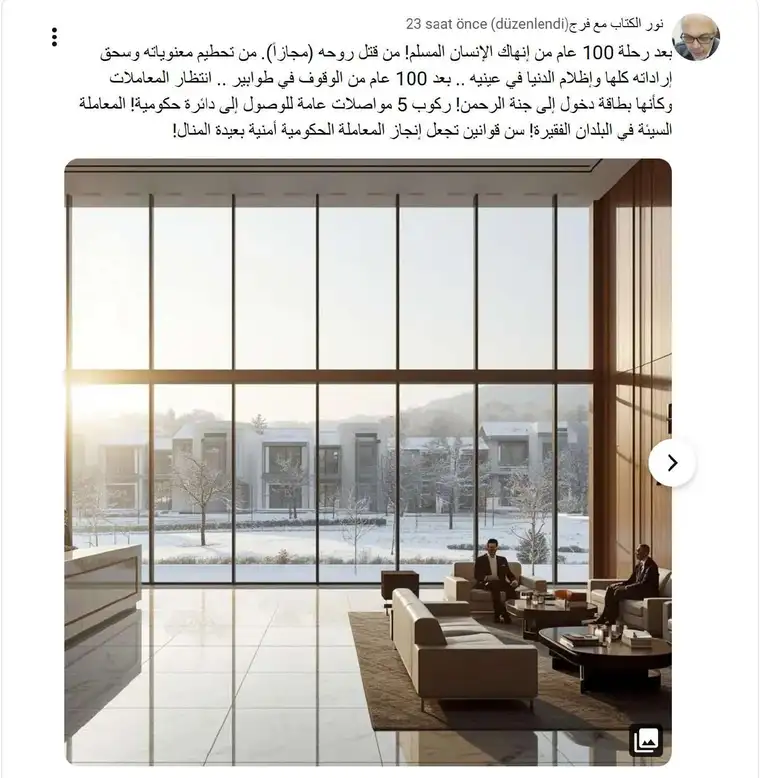 نور الكتاب مع فرج(düzenlendi) 23 saat önce
بعد رحلة 100 عام من إنهاك الإنسان المسلم! من قتل روحه (مجازاً). من تحطيم معنوياته وسحق
إراداته كلها وإظلام الدنيا في عينيه .. بعد 100 عام من الوقوف في طوابير .. انتظار المعاملات
وكأنها بطاقة دخول إلى جنة الرحمن! ركوب 5 مواصلات عامة للوصول إلى دائرة حكومية! المعاملة
السيئة في البلدان الفقيرة! سن قوانين تجعل إنجاز المعاملة الحكومية أمنية بعيدة المنال!